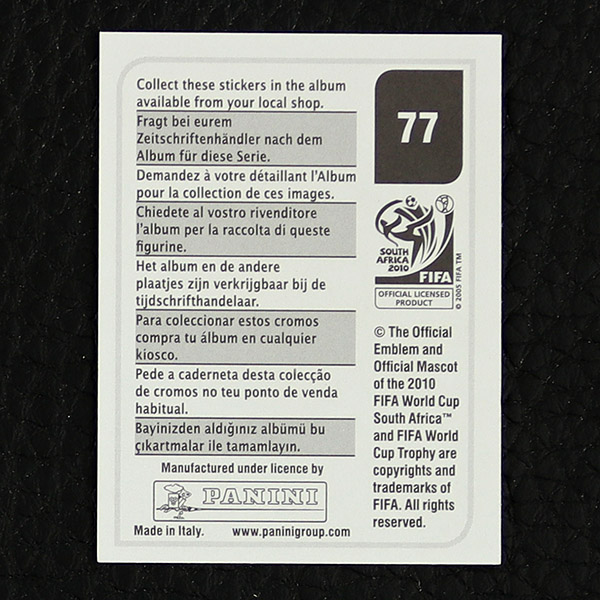 Collect these stickers in the album
available from your local shop.
Fragt bei eurem
Zeitschriftenhändler nach dem
Album für diese Serie.
Demandez à votre détaillant l'Album
pour la collection de ces images.
Chiedete al vostro rivenditore
l'album per la raccolta di queste
figurine.
Het album en de andere
plaatjes zijn verkrijgbaar bij de
tijdschrifthandelaar.
Para coleccionar estos cromos
compra tu álbum en cualquier
kiosco.
Pede a caderneta desta colecção
de cromos no teu ponto de venda
habitual.
Bayinizden aldığınız albümü bu
çıkartmalar ile tamamlayın.
Manufactured under licence by
PANINI
Made in Italy. www.paninigroup.com
77
SOUTH
AFRICA
2010
FIFA
© 2005 FIFA TM
OFFICIAL LICENSED
PRODUCT
© The Official
Emblem and
Official Mascot
of the 2010
FIFA World Cup
South Africa™
and FIFA World
Cup Trophy are
copyrights and
trademarks of
FIFA. All rights
reserved.